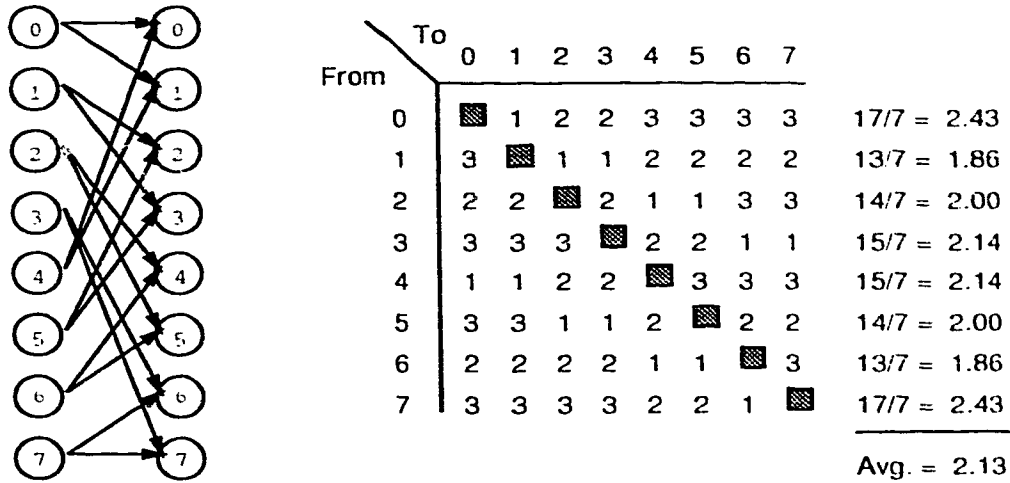 0 0
1 1
2 2
3 3
4 4
5 5
6 6
7 7
To
From
0 1 2 3 4 5 6 7
0 1 2 2 3 3 3 3 17/7 = 2.43
1 3 1 1 2 2 2 2 13/7 = 1.86
2 2 2 2 1 1 3 3 14/7 = 2.00
3 3 3 3 2 2 1 1 15/7 = 2.14
4 1 1 2 2 3 3 3 15/7 = 2.14
5 3 3 1 1 2 2 2 14/7 = 2.00
6 2 2 2 2 1 1 3 13/7 = 1.86
7 3 3 3 3 2 2 1 17/7 = 2.43
Avg. = 2.13